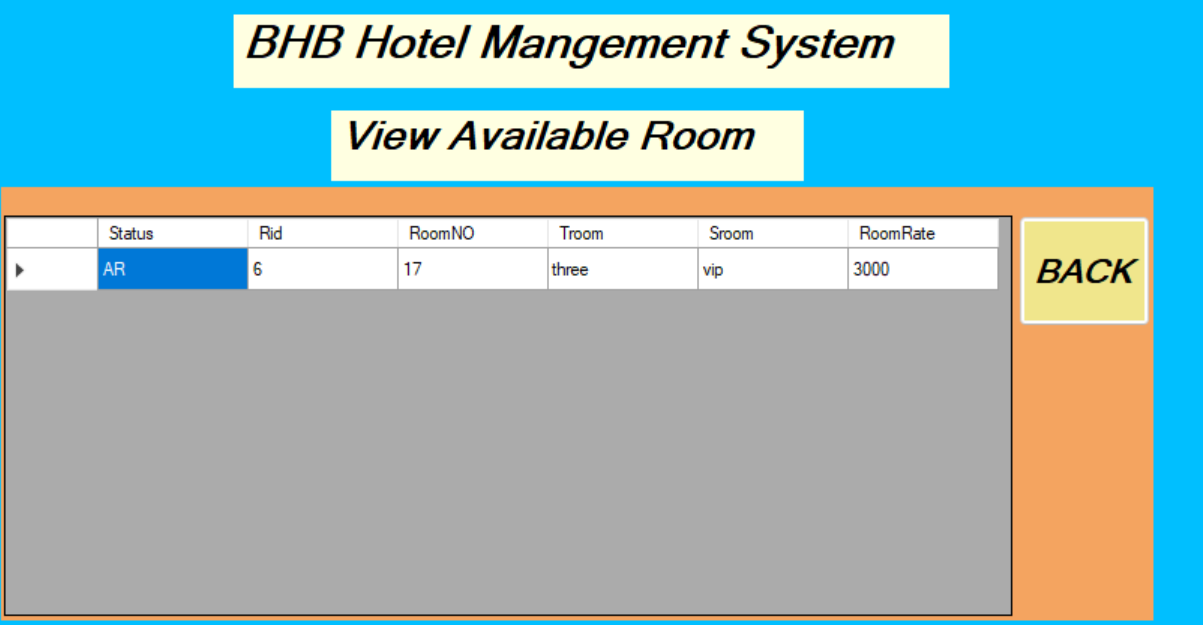 BHB Hotel Mangement System
View Available Room
Status Rid RoomNO Troom Sroom RoomRate
AR 6 17 three vip 3000
BACK